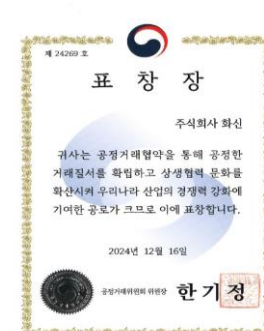 제 24269 호
표 창 장
주식회사 화신
귀사는 공정거래협약을 통해 공정한
거래질서를 확립하고 상생협력 문화를
확산시켜 우리나라 산업의 경쟁력 강화에
기여한 공로가 크므로 이에 표창합니다.
2024년 12월 16일
공정거래위원회 위원장 한기정